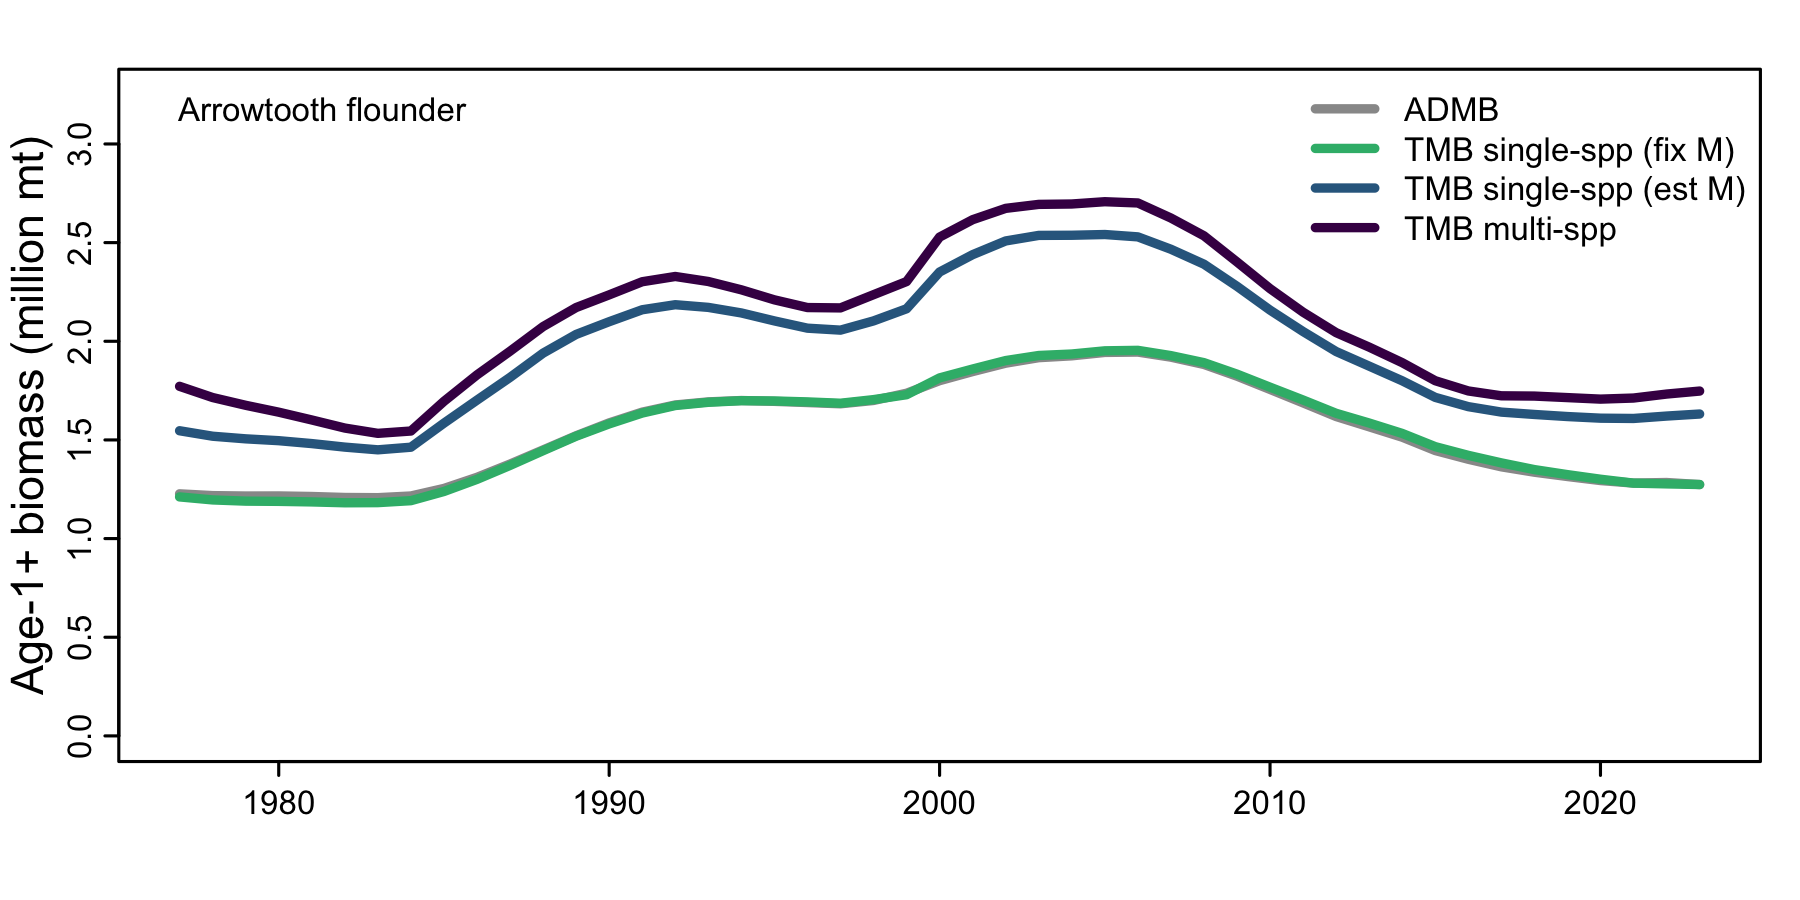 Arrowtooth flounder
ADMB
TMB single-spp (fix M)
TMB single-spp (est M)
TMB multi-spp
Age-1+ biomass (million mt)
3.0
2.5
2.0
1.5
1.0
0.5
0.0
1980 1990 2000 2010 2020